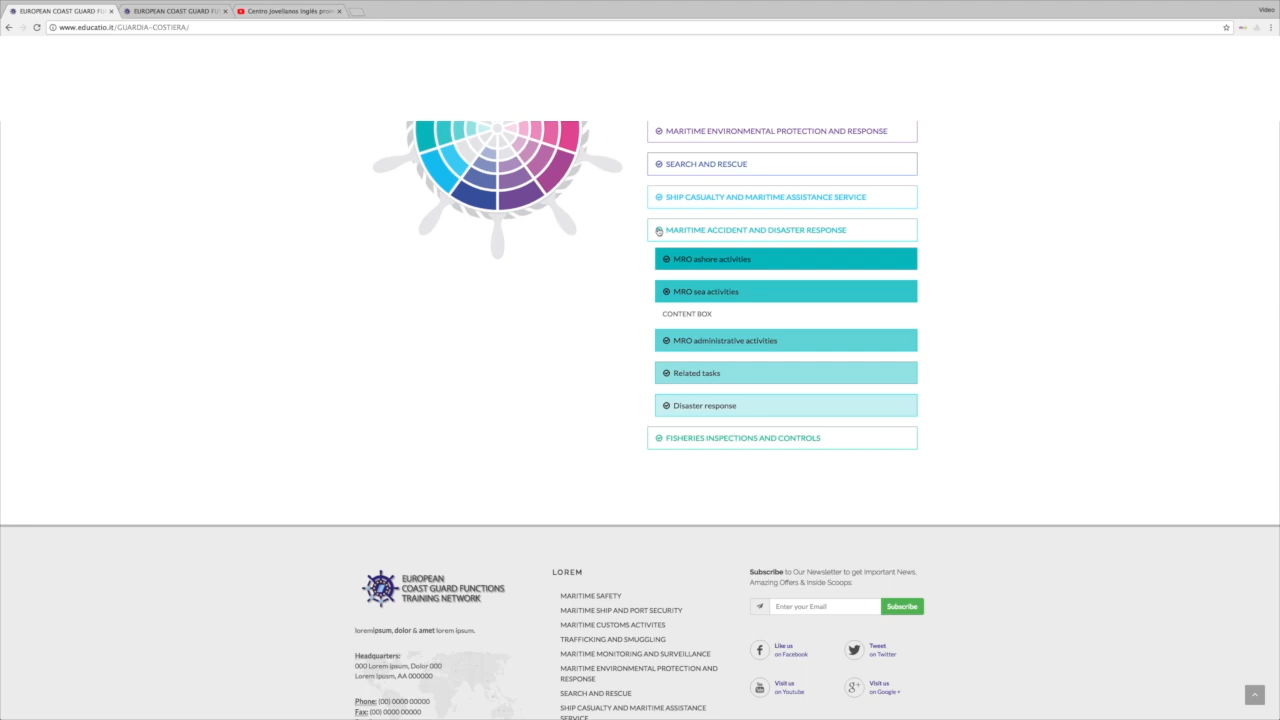 EUROPEAN COAST GUARD FU
EUROPEAN COAST GUARD FU
Centro Jovellanos Inglés prom
Video
www.educatio.it/GUARDIA-COSTIERA/
MARITIME ENVIRONMENTAL PROTECTION AND RESPONSE
SEARCH AND RESCUE
SHIP CASUALTY AND MARITIME ASSISTANCE SERVICE
MARITIME ACCIDENT AND DISASTER RESPONSE
MRO ashore activities
MRO sea activities
CONTENT BOX
MRO administrative activities
Related tasks
Disaster response
FISHERIES INSPECTIONS AND CONTROLS
EUROPEAN
COAST GUARD FUNCTIONS
TRAINING NETWORK
loremipsum, dolor & amet lorem ipsum.
Headquarters:
000 Lorem Ipsum, Dolor 000
Lorem Ipusm, AA 000000
Phone: (00) 0000 00000
Fax: (00) 0000 00000
LOREM
MARITIME SAFETY
MARITIME SHIP AND PORT SECURITY
MARITIME CUSTOMS ACTIVITES
TRAFFICKING AND SMUGGLING
MARITIME MONITORING AND SURVEILLANCE
MARITIME ENVIRONMENTAL PROTECTION AND
RESPONSE
SEARCH AND RESCUE
SHIP CASUALTY AND MARITIME ASSISTANCE
SERVICE
Subscribe to Our Newsletter to get Important News,
Amazing Offers & Inside Scoops:
Enter your Email
Subscribe
Like us
on Facebook
Tweet
on Twitter
Visit us
on Youtube
Visit us
on Google +